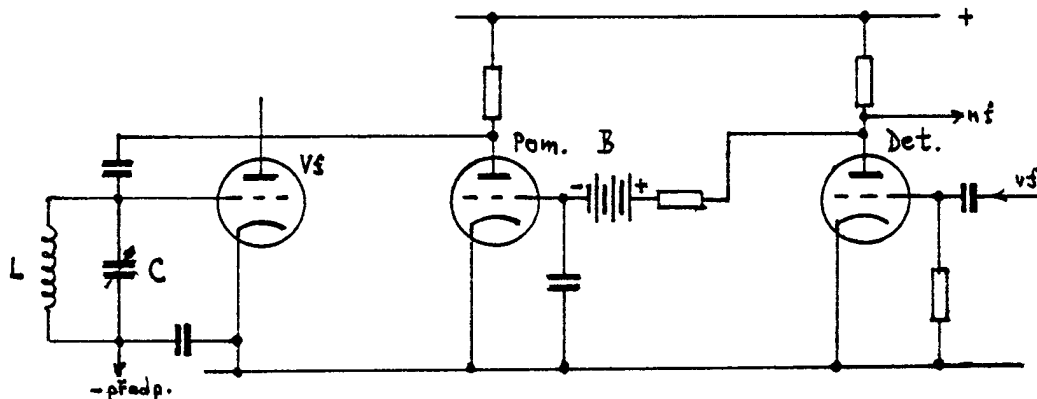 +
nf
Pom.
B
Det.
Vf
-
+
vf
L
C
-předp.